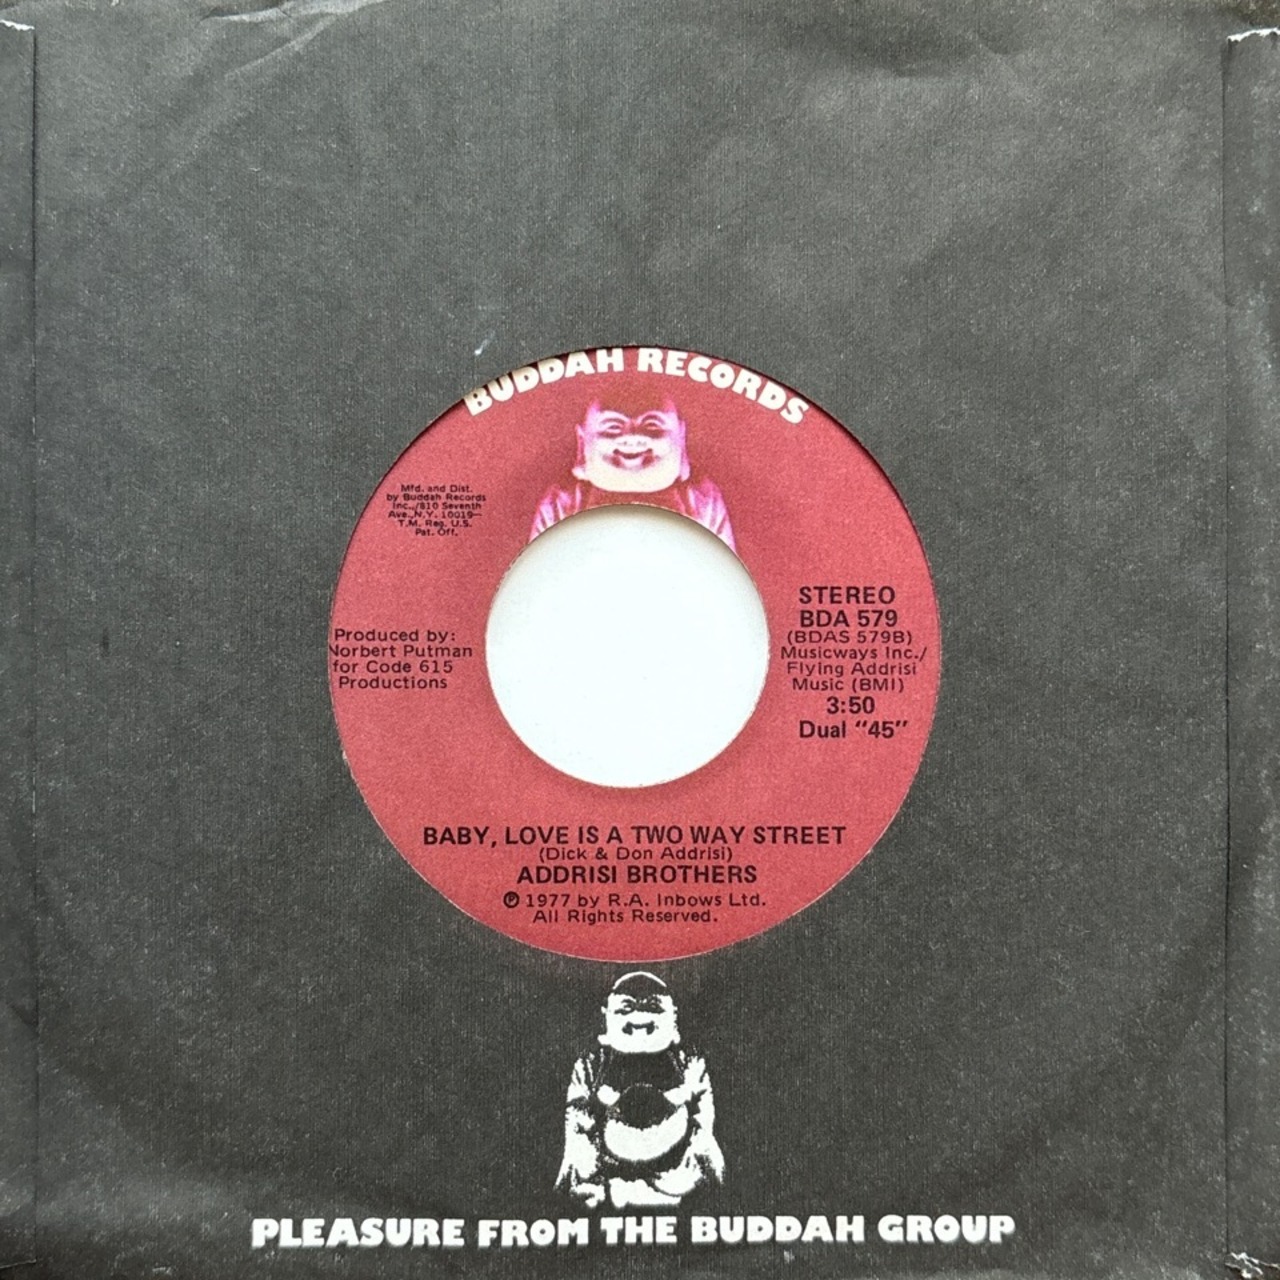 BUDDAH RECORDS
Mfd. and Dist.
by Buddah Records
Inc.,/810 Seventh
Ave.,N.Y. 10019—
T.M. Reg. U.S.
Pat. Off.
Produced by:
Norbert Putman
for Code 615
Productions
STEREO
BDA 579
(BDAS 579B)
Musicways Inc./
Flying Addrisi
Music (BMI)
3:50
Dual "45"
BABY, LOVE IS A TWO WAY STREET
(Dick & Don Addrisi)
ADDRISI BROTHERS
℗ 1977 by R.A. Inbows Ltd.
All Rights Reserved.
PLEASURE FROM THE BUDDAH GROUP